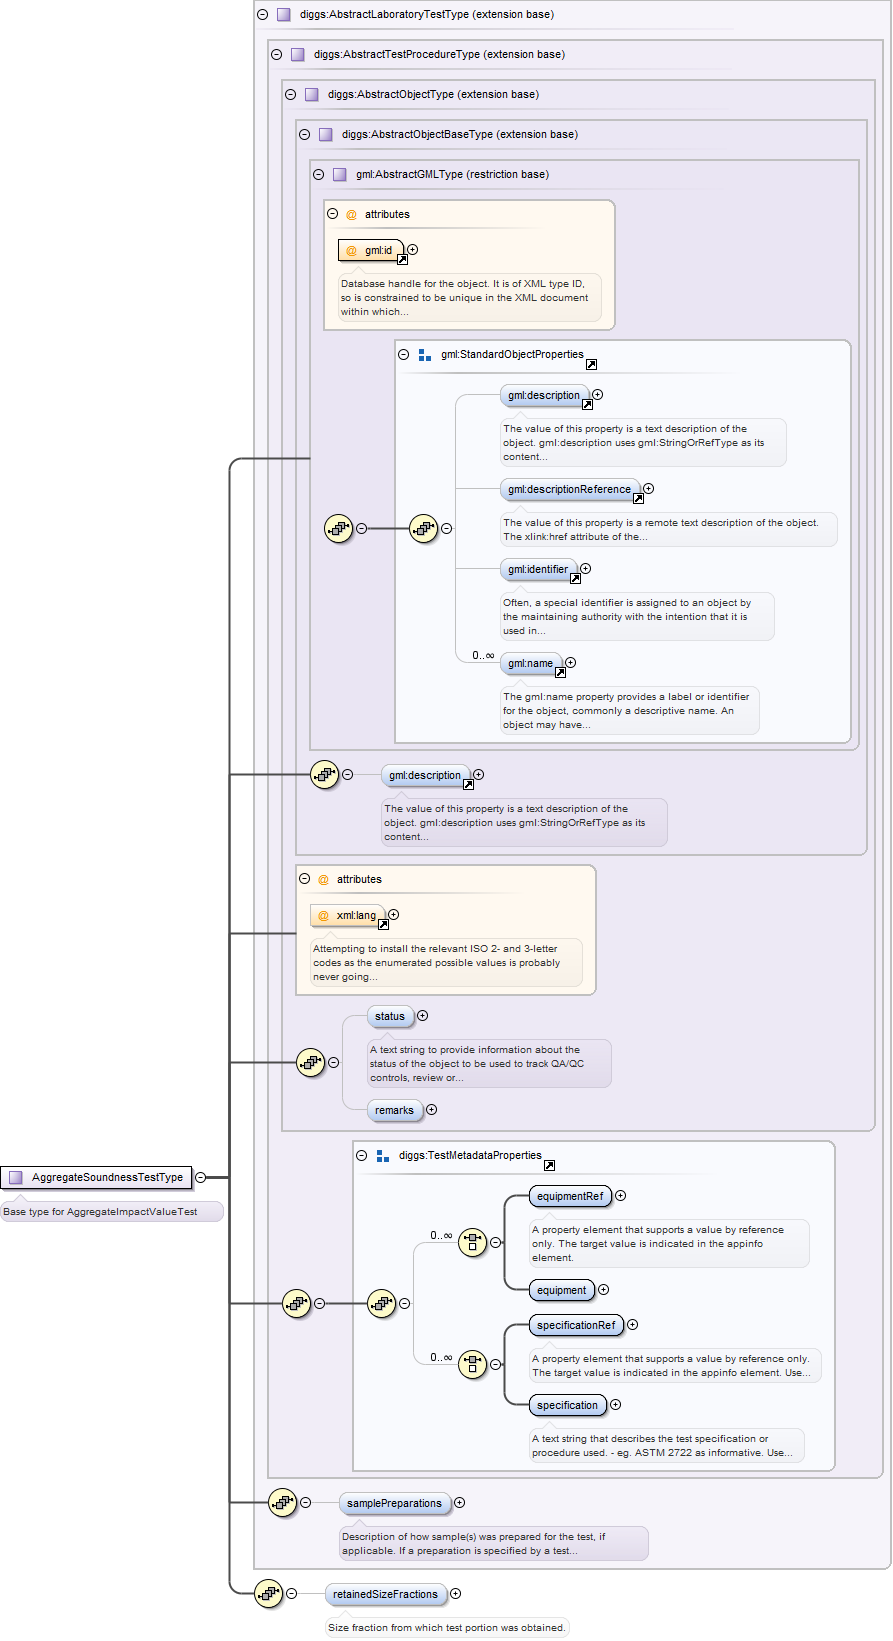 diggs:AbstractLaboratoryTestType (extension base)
diggs:AbstractTestProcedureType (extension base)
diggs:AbstractObjectType (extension base)
diggs:AbstractObjectBaseType (extension base)
gml:AbstractGMLType (restriction base)
@ attributes
@ gml:id
Database handle for the object. It is of XML type ID,
so is constrained to be unique in the XML document
within which...
gml:StandardObjectProperties
gml:description
The value of this property is a text description of the
object. gml:description uses gml:StringOrRefType as its
content...
gml:descriptionReference
The value of this property is a remote text description of the object.
The xlink:href attribute of the...
gml:identifier
Often, a special identifier is assigned to an object by
the maintaining authority with the intention that it is
used in...
0..∞
gml:name
The gml:name property provides a label or identifier
for the object, commonly a descriptive name. An
object may have...
gml:description
The value of this property is a text description of the
object. gml:description uses gml:StringOrRefType as its
content...
@ attributes
@ xml:lang
Attempting to install the relevant ISO 2- and 3-letter
codes as the enumerated possible values is probably
never going...
status
A text string to provide information about the
status of the object to be used to track QA/QC
controls, review or...
remarks
diggs:TestMetadataProperties
AggregateSoundnessTestType
Base type for AggregateImpactValueTest
equipmentRef
0..∞
A property element that supports a value by reference
only. The target value is indicated in the appinfo
element.
equipment
specificationRef
0..∞
A property element that supports a value by reference only.
The target value is indicated in the appinfo element. Use...
specification
A text string that describes the test specification or
procedure used. - eg. ASTM 2722 as informative. Use...
samplePreparations
Description of how sample(s) was prepared for the test, if
applicable. If a preparation is specified by a test...
retainedSizeFractions
Size fraction from which test portion was obtained.